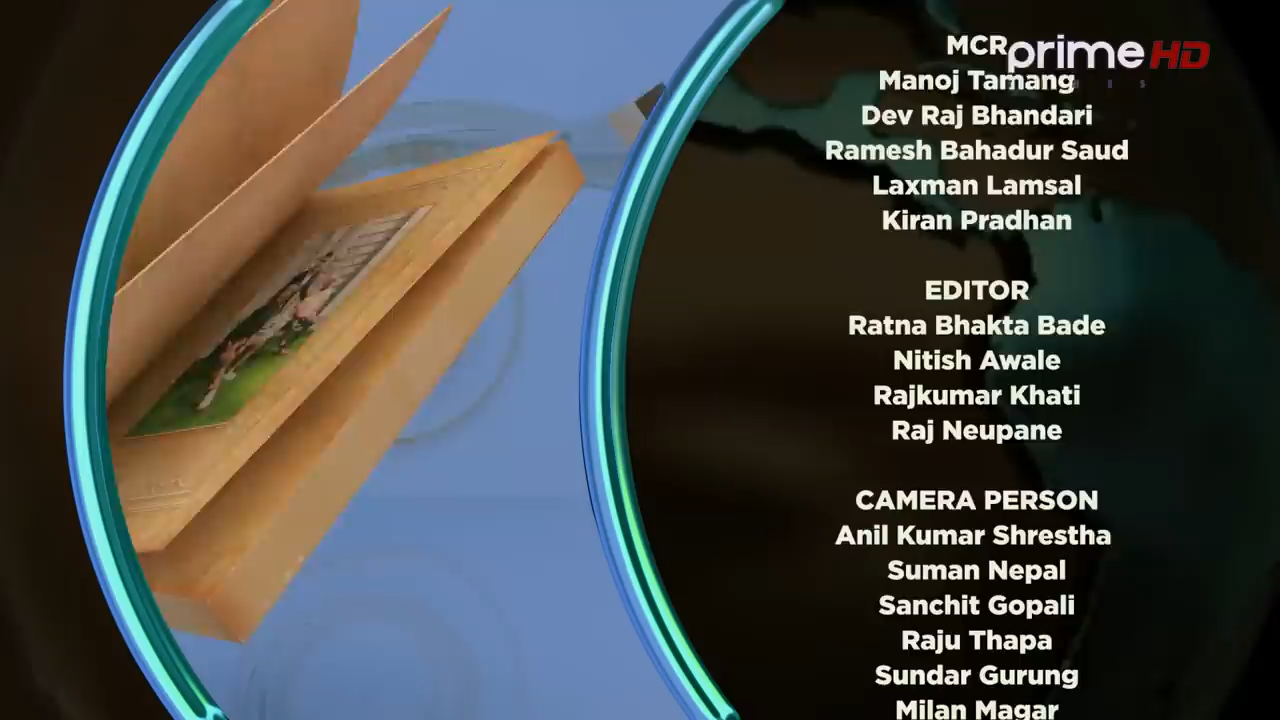 MCR
prime HD
Manoj Tamang
Dev Raj Bhandari
Ramesh Bahadur Saud
Laxman Lamsal
Kiran Pradhan
EDITOR
Ratna Bhakta Bade
Nitish Awale
Rajkumar Khati
Raj Neupane
CAMERA PERSON
Anil Kumar Shrestha
Suman Nepal
Sanchit Gopali
Raju Thapa
Sundar Gurung
Milan Magar